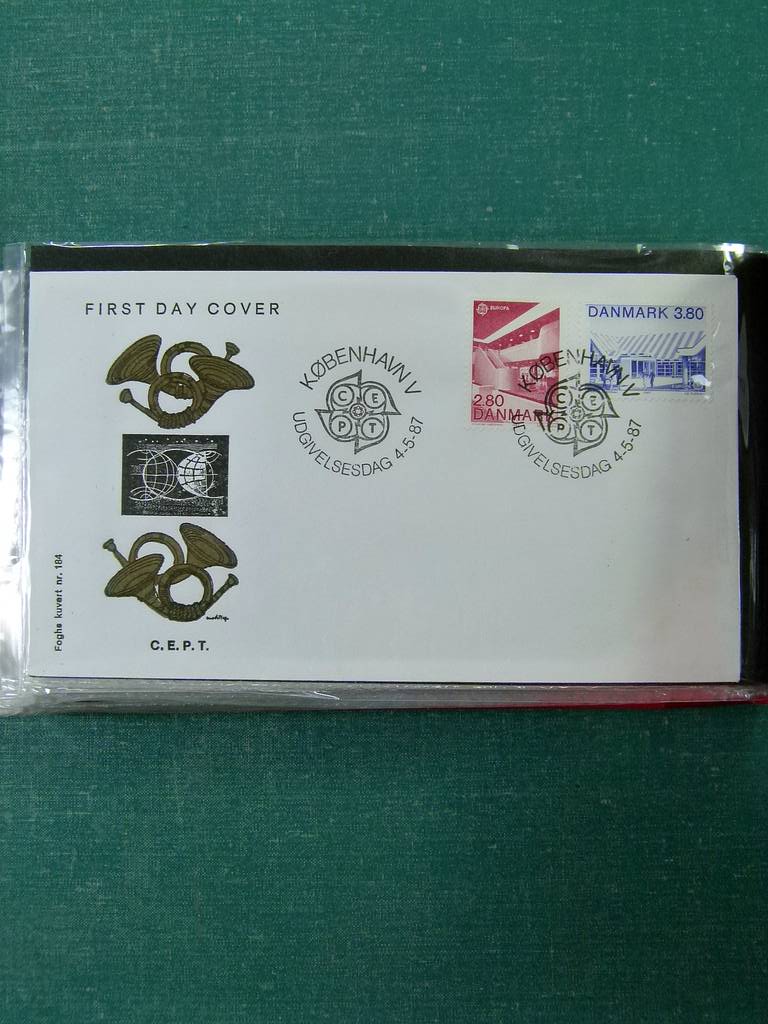 FIRST DAY COVER
EUROPA
2.80
DANMARK
DANMARK 3.80
KØBENHAVN V
C E
P T
UDGIVELSESDAG 4-5-87
KØBENHAVN V
C E
P T
UDGIVELSESDAG 4-5-87
Foghs kuvert nr. 184
C. E. P. T.